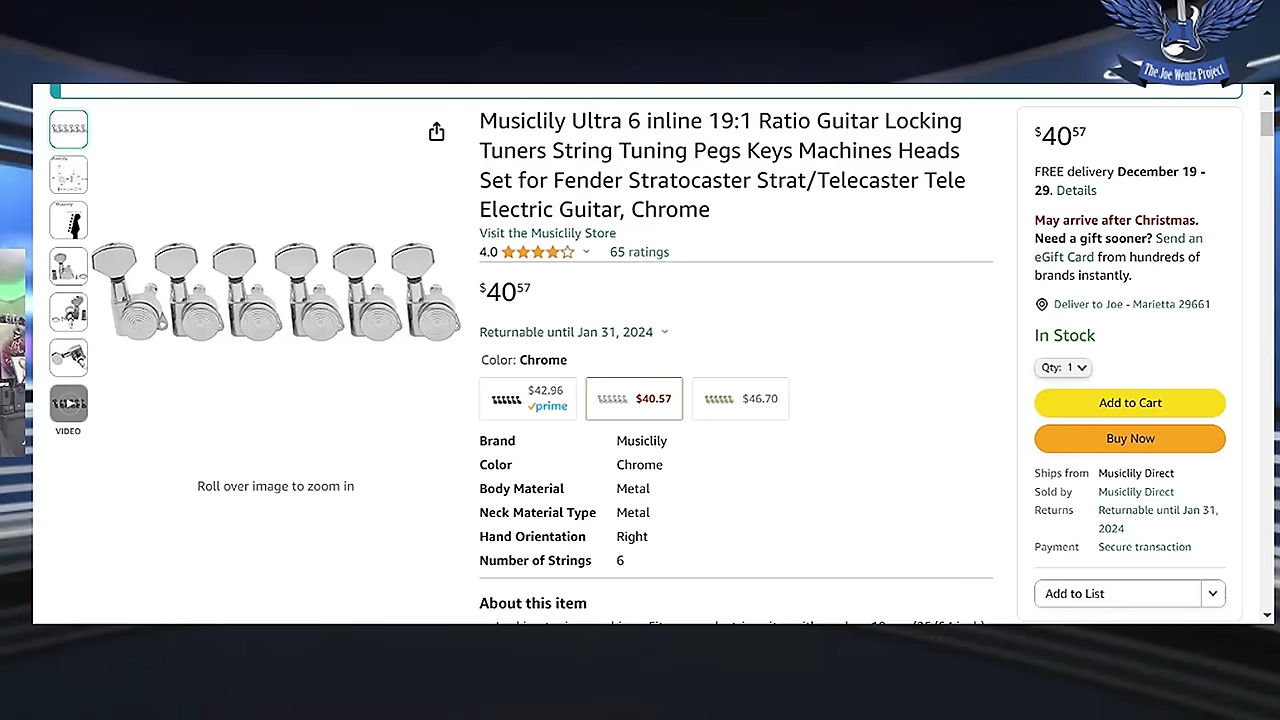 The Joe Wentz Project
Musiclily Ultra 6 inline 19:1 Ratio Guitar Locking
Tuners String Tuning Pegs Keys Machines Heads
Set for Fender Stratocaster Strat/Telecaster Tele
Electric Guitar, Chrome
Visit the Musiclily Store
4.0
65 ratings
$4057
Returnable until Jan 31, 2024
Color: Chrome
$42.96
prime
$40.57
$46.70
Brand Musiclily
Color Chrome
Body Material Metal
Neck Material Type Metal
Hand Orientation Right
Number of Strings 6
About this item
VIDEO
Roll over image to zoom in
$4057
FREE delivery December 19 -
29. Details
May arrive after Christmas.
Need a gift sooner? Send an
eGift Card from hundreds of
brands instantly.
Deliver to Joe - Marietta 29661
In Stock
Qty: 1
Add to Cart
Buy Now
Ships from Musiclily Direct
Sold by Musiclily Direct
Returns Returnable until Jan 31,
2024
Payment Secure transaction
Add to List